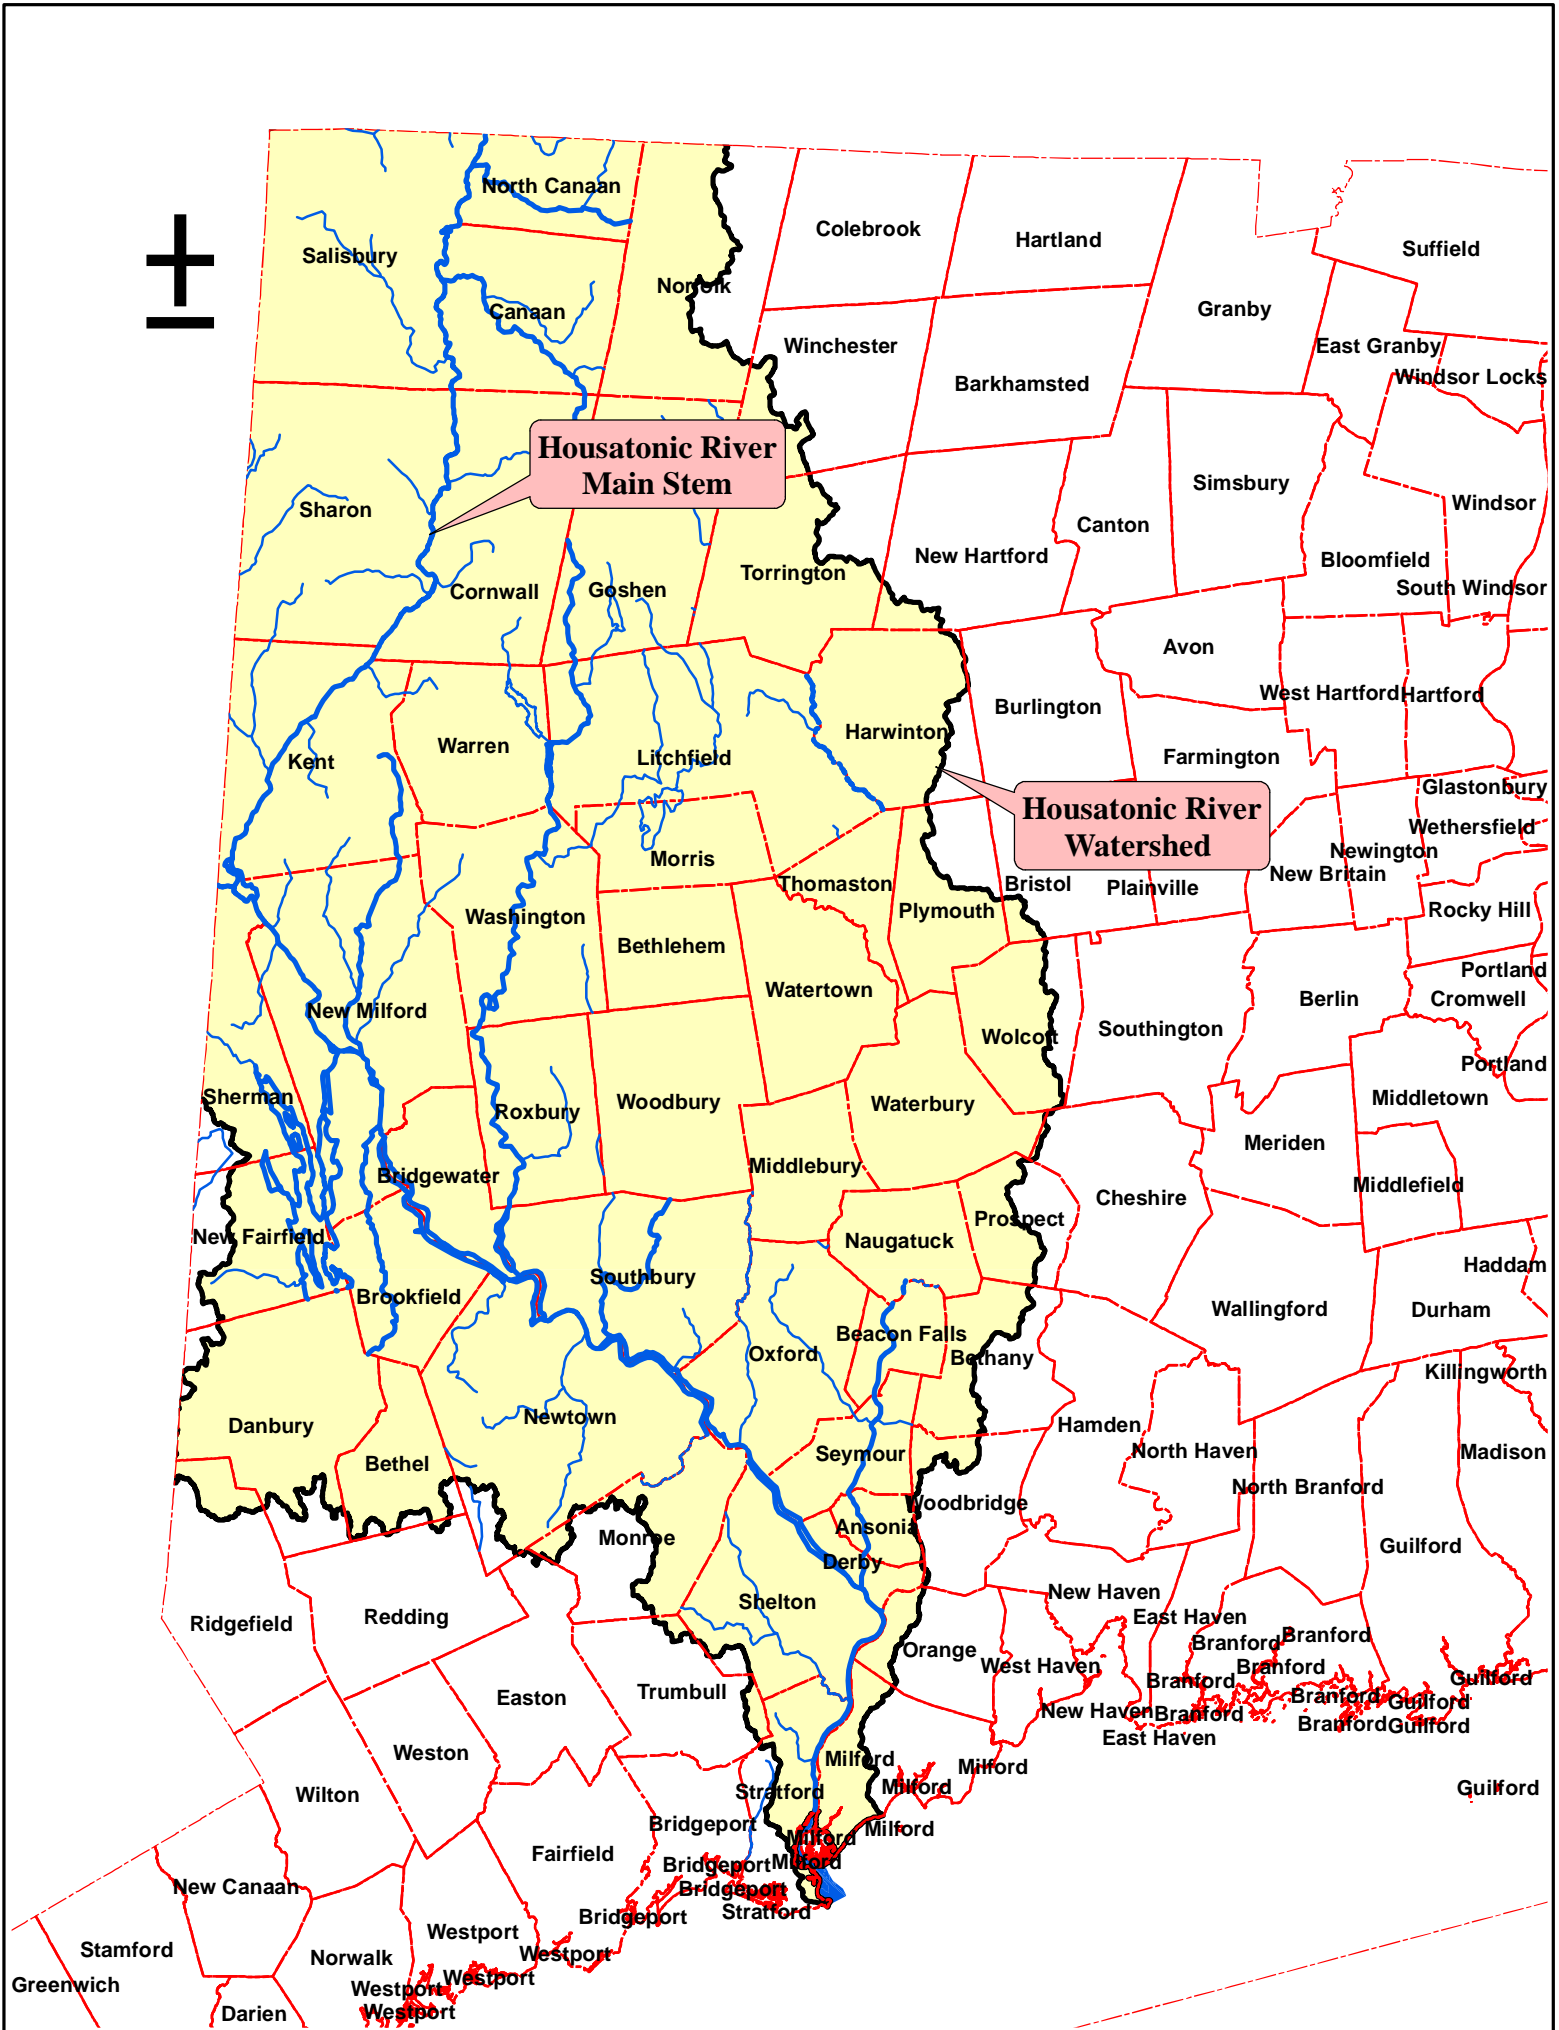 North Canaan
Colebrook
Hartland
Suffield
Salisbury
Norfolk
Canaan
Granby
Winchester
East Granby
Windsor Locks
Barkhamsted
Housatonic River
Main Stem
Simsbury
Windsor
Sharon
Canton
New Hartford
Bloomfield
Torrington
South Windsor
Cornwall
Goshen
Avon
West Hartford
Hartford
Burlington
Harwinton
Warren
Litchfield
Farmington
Kent
Glastonbury
Housatonic River
Watershed
Wethersfield
Newington
Morris
New Britain
Thomaston
Bristol
Plainville
Plymouth
Rocky Hill
Washington
Bethlehem
Portland
Watertown
Berlin
Cromwell
New Milford
Southington
Wolcott
Portland
Sherman
Middletown
Woodbury
Waterbury
Roxbury
Meriden
Middlebury
Bridgewater
Middlefield
Cheshire
Prospect
New Fairfield
Naugatuck
Haddam
Southbury
Brookfield
Wallingford
Durham
Beacon Falls
Oxford
Bethany
Killingworth
Newtown
Danbury
Hamden
North Haven
Madison
Seymour
Bethel
North Branford
Woodbridge
Ansonia
Monroe
Guilford
Derby
New Haven
Shelton
East Haven
Redding
Ridgefield
Branford
Branford
Orange
West Haven
Branford
Branford
Guilford
Trumbull
Easton
Branford
Guilford
New Haven
Branford
Branford
Guilford
East Haven
Weston
Milford
Milford
Milford
Guilford
Stratford
Wilton
Bridgeport
Milford
Milford
Fairfield
Bridgeport
Milford
New Canaan
Bridgeport
Stratford
Bridgeport
Westport
Stamford
Norwalk
Westport
Westport
Greenwich
Westport
Westport
Darien